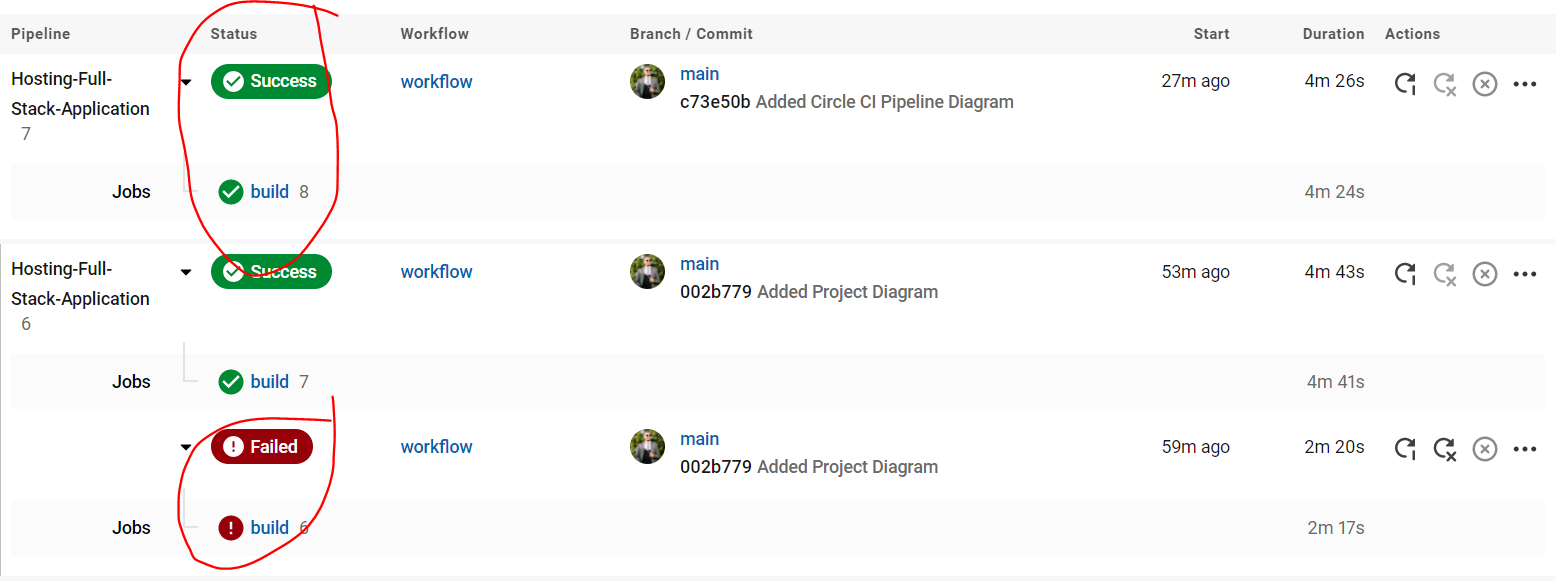 Pipeline Status Workflow Branch / Commit Start Duration Actions
Hosting-Full- Success workflow main 27m ago 4m 26s
Stack-Application c73e50b Added Circle CI Pipeline Diagram
7
Jobs build 8 4m 24s
Hosting-Full- Success workflow main 53m ago 4m 43s
Stack-Application 002b779 Added Project Diagram
6
Jobs build 7 4m 41s
Failed workflow main 59m ago 2m 20s
002b779 Added Project Diagram
Jobs build 6 2m 17s